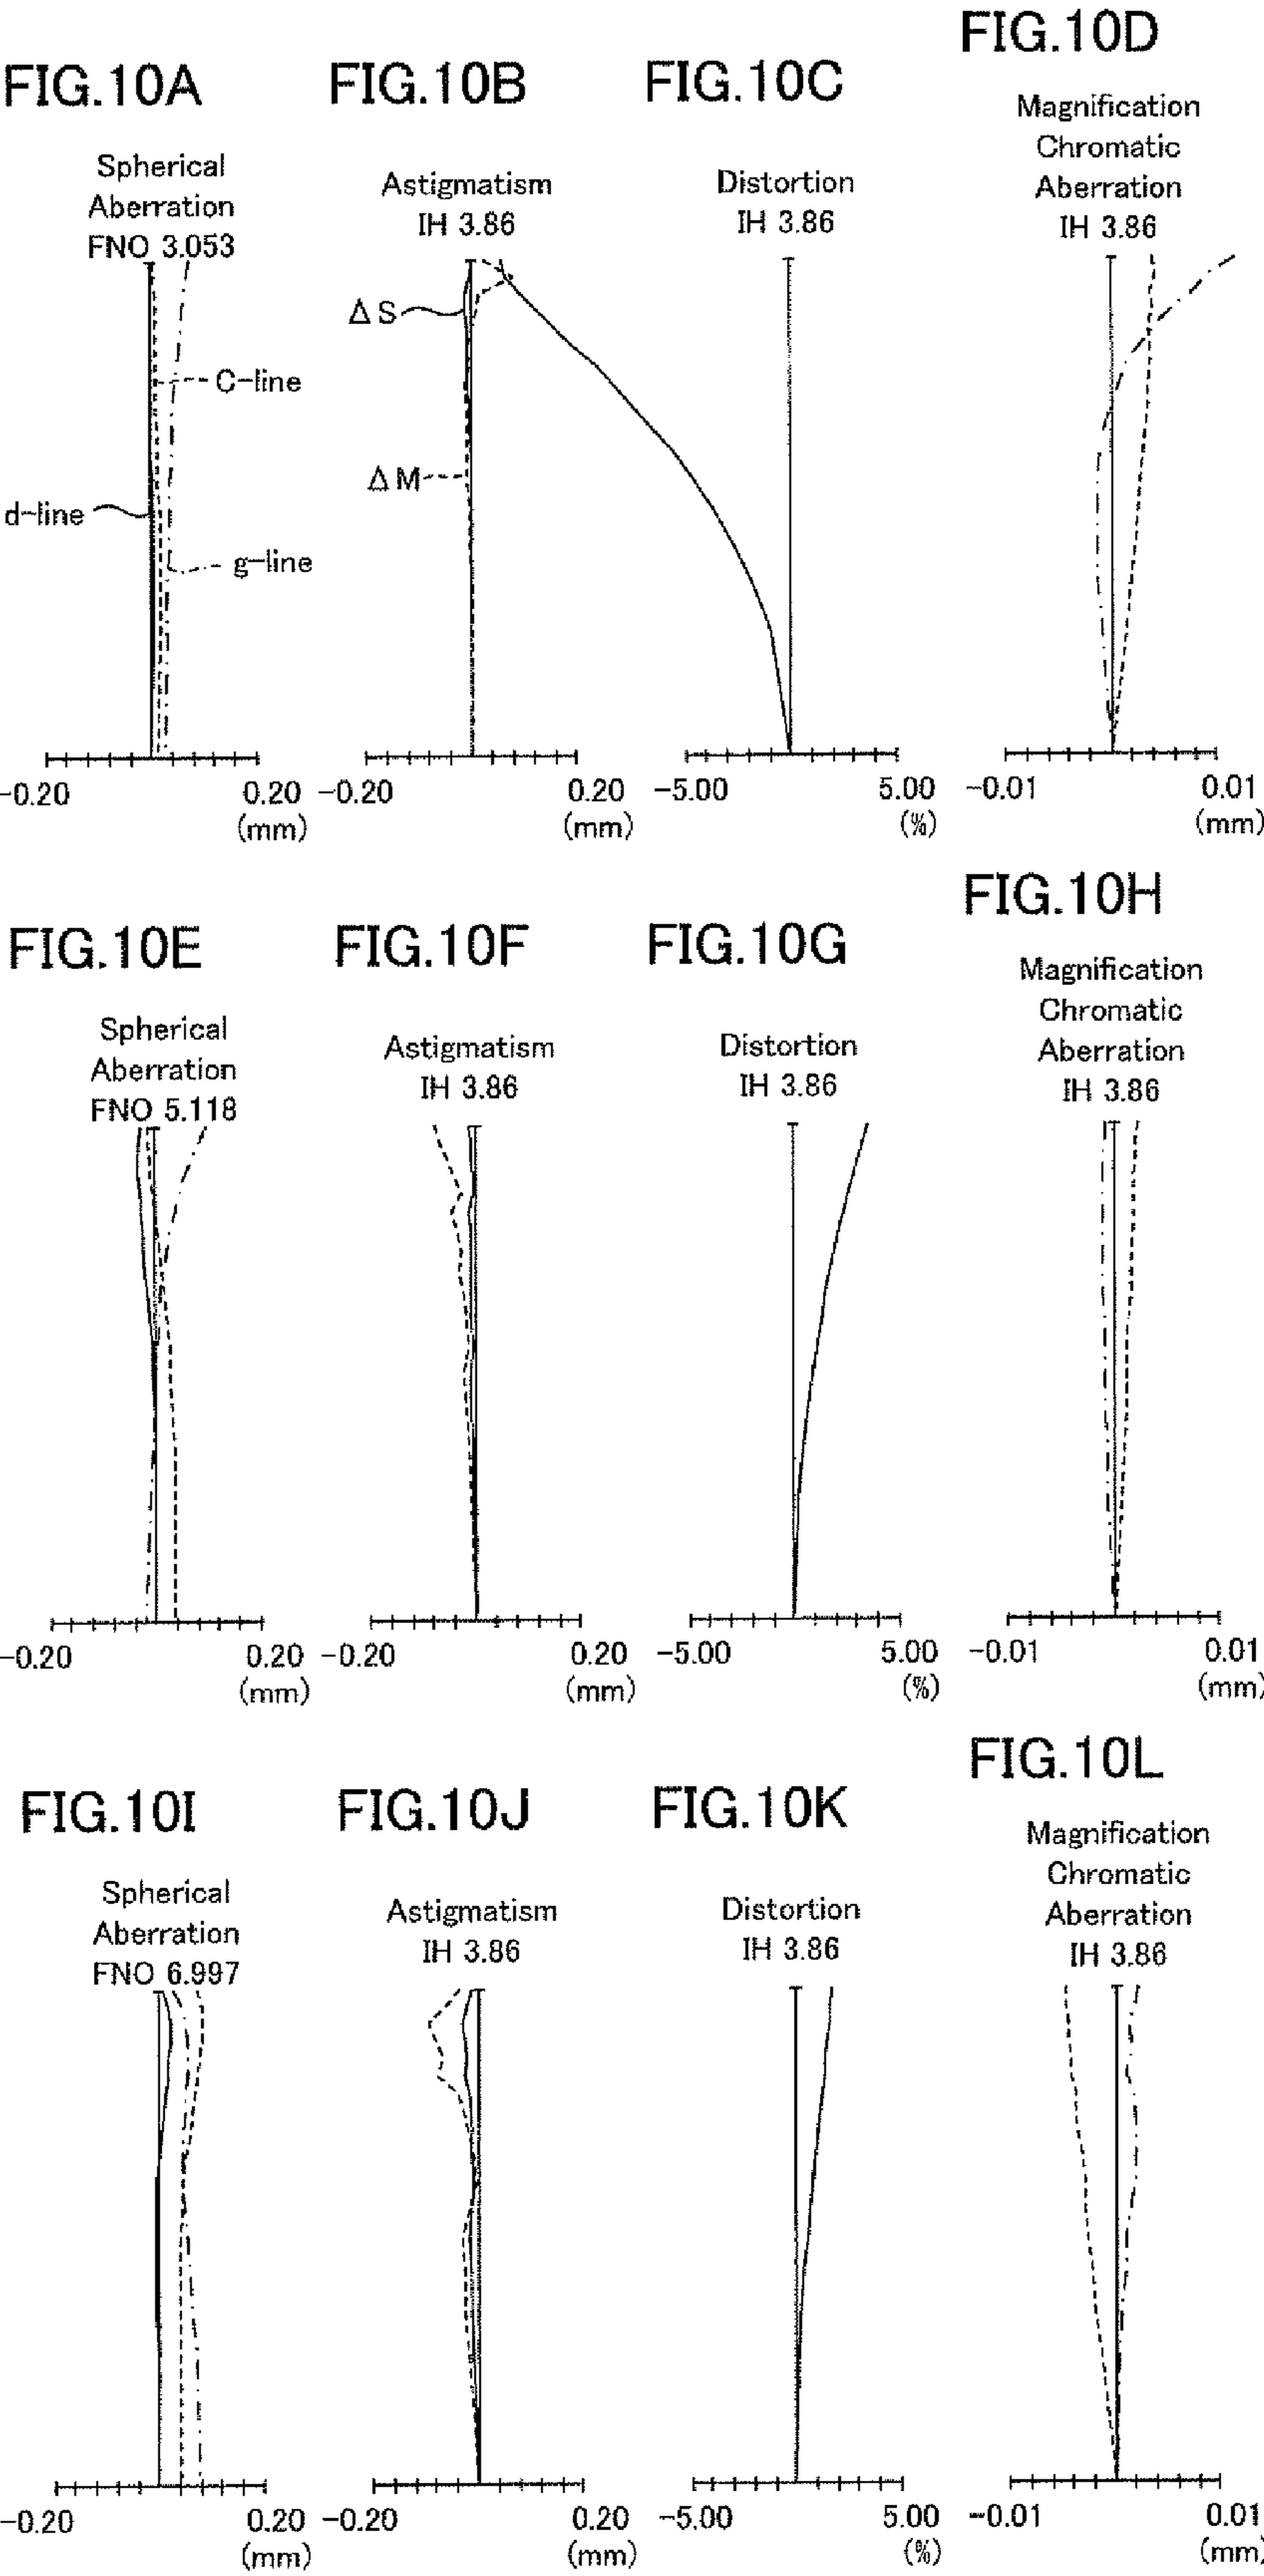 FIG.10A
Spherical
Aberration
FNO 3.053
C-line
d-line
g-line
-0.20
0.20
(mm)
FIG.10B
Astigmatism
IH 3.86
ΔS
ΔM
-0.20
0.20
(mm)
FIG.10C
Distortion
IH 3.86
-5.00
5.00
(%)
FIG.10D
Magnification
Chromatic
Aberration
IH 3.86
-0.01
0.01
(mm)
FIG.10E
Spherical
Aberration
FNO 5.118
-0.20
0.20
(mm)
FIG.10F
Astigmatism
IH 3.86
-0.20
0.20
(mm)
FIG.10G
Distortion
IH 3.86
-5.00
5.00
(%)
FIG.10H
Magnification
Chromatic
Aberration
IH 3.86
-0.01
0.01
(mm)
FIG.10I
Spherical
Aberration
FNO 6.997
-0.20
0.20
(mm)
FIG.10J
Astigmatism
IH 3.86
-0.20
0.20
(mm)
FIG.10K
Distortion
IH 3.86
-5.00
5.00
(%)
FIG.10L
Magnification
Chromatic
Aberration
IH 3.86
-0.01
0.01
(mm)